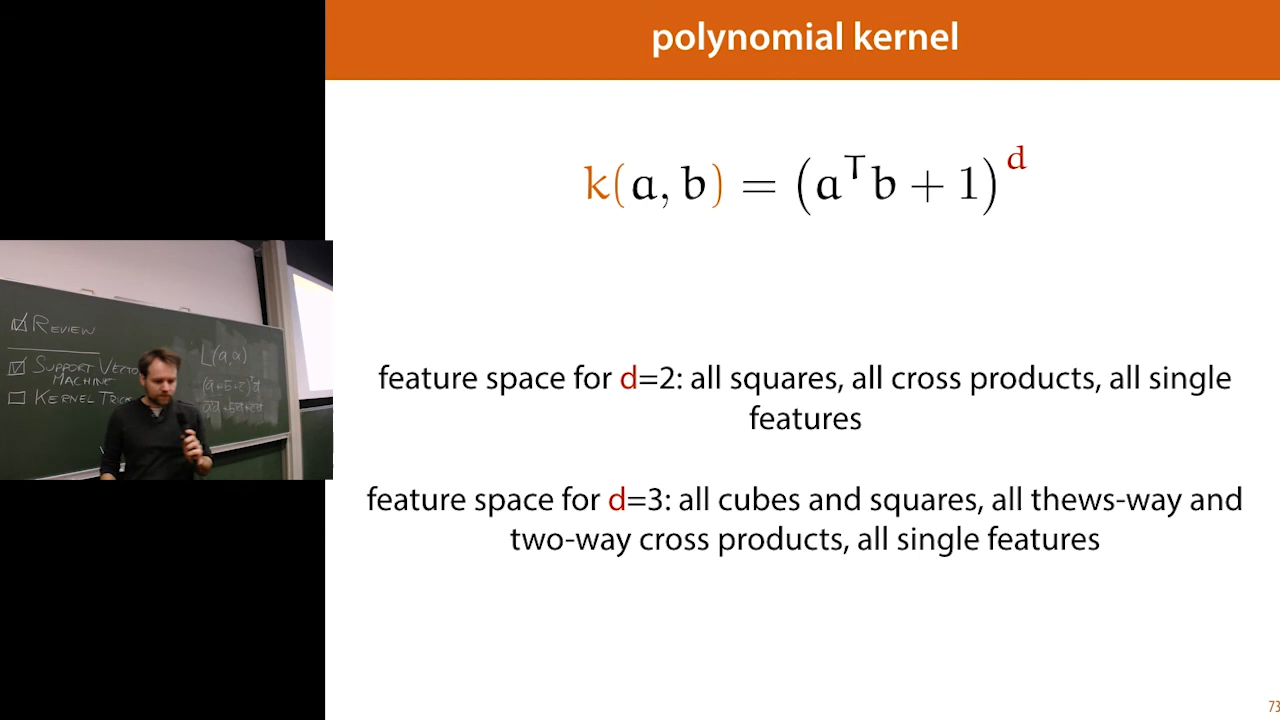 polynomial kernel
k(a, b) = (aᵀb + 1)ᵈ
feature space for d=2: all squares, all cross products, all single
features
feature space for d=3: all cubes and squares, all thews-way and
two-way cross products, all single features
73
REVIEW
SUPPORT VECTO
MACHINE
KERNEL TRICK
L(a,α)